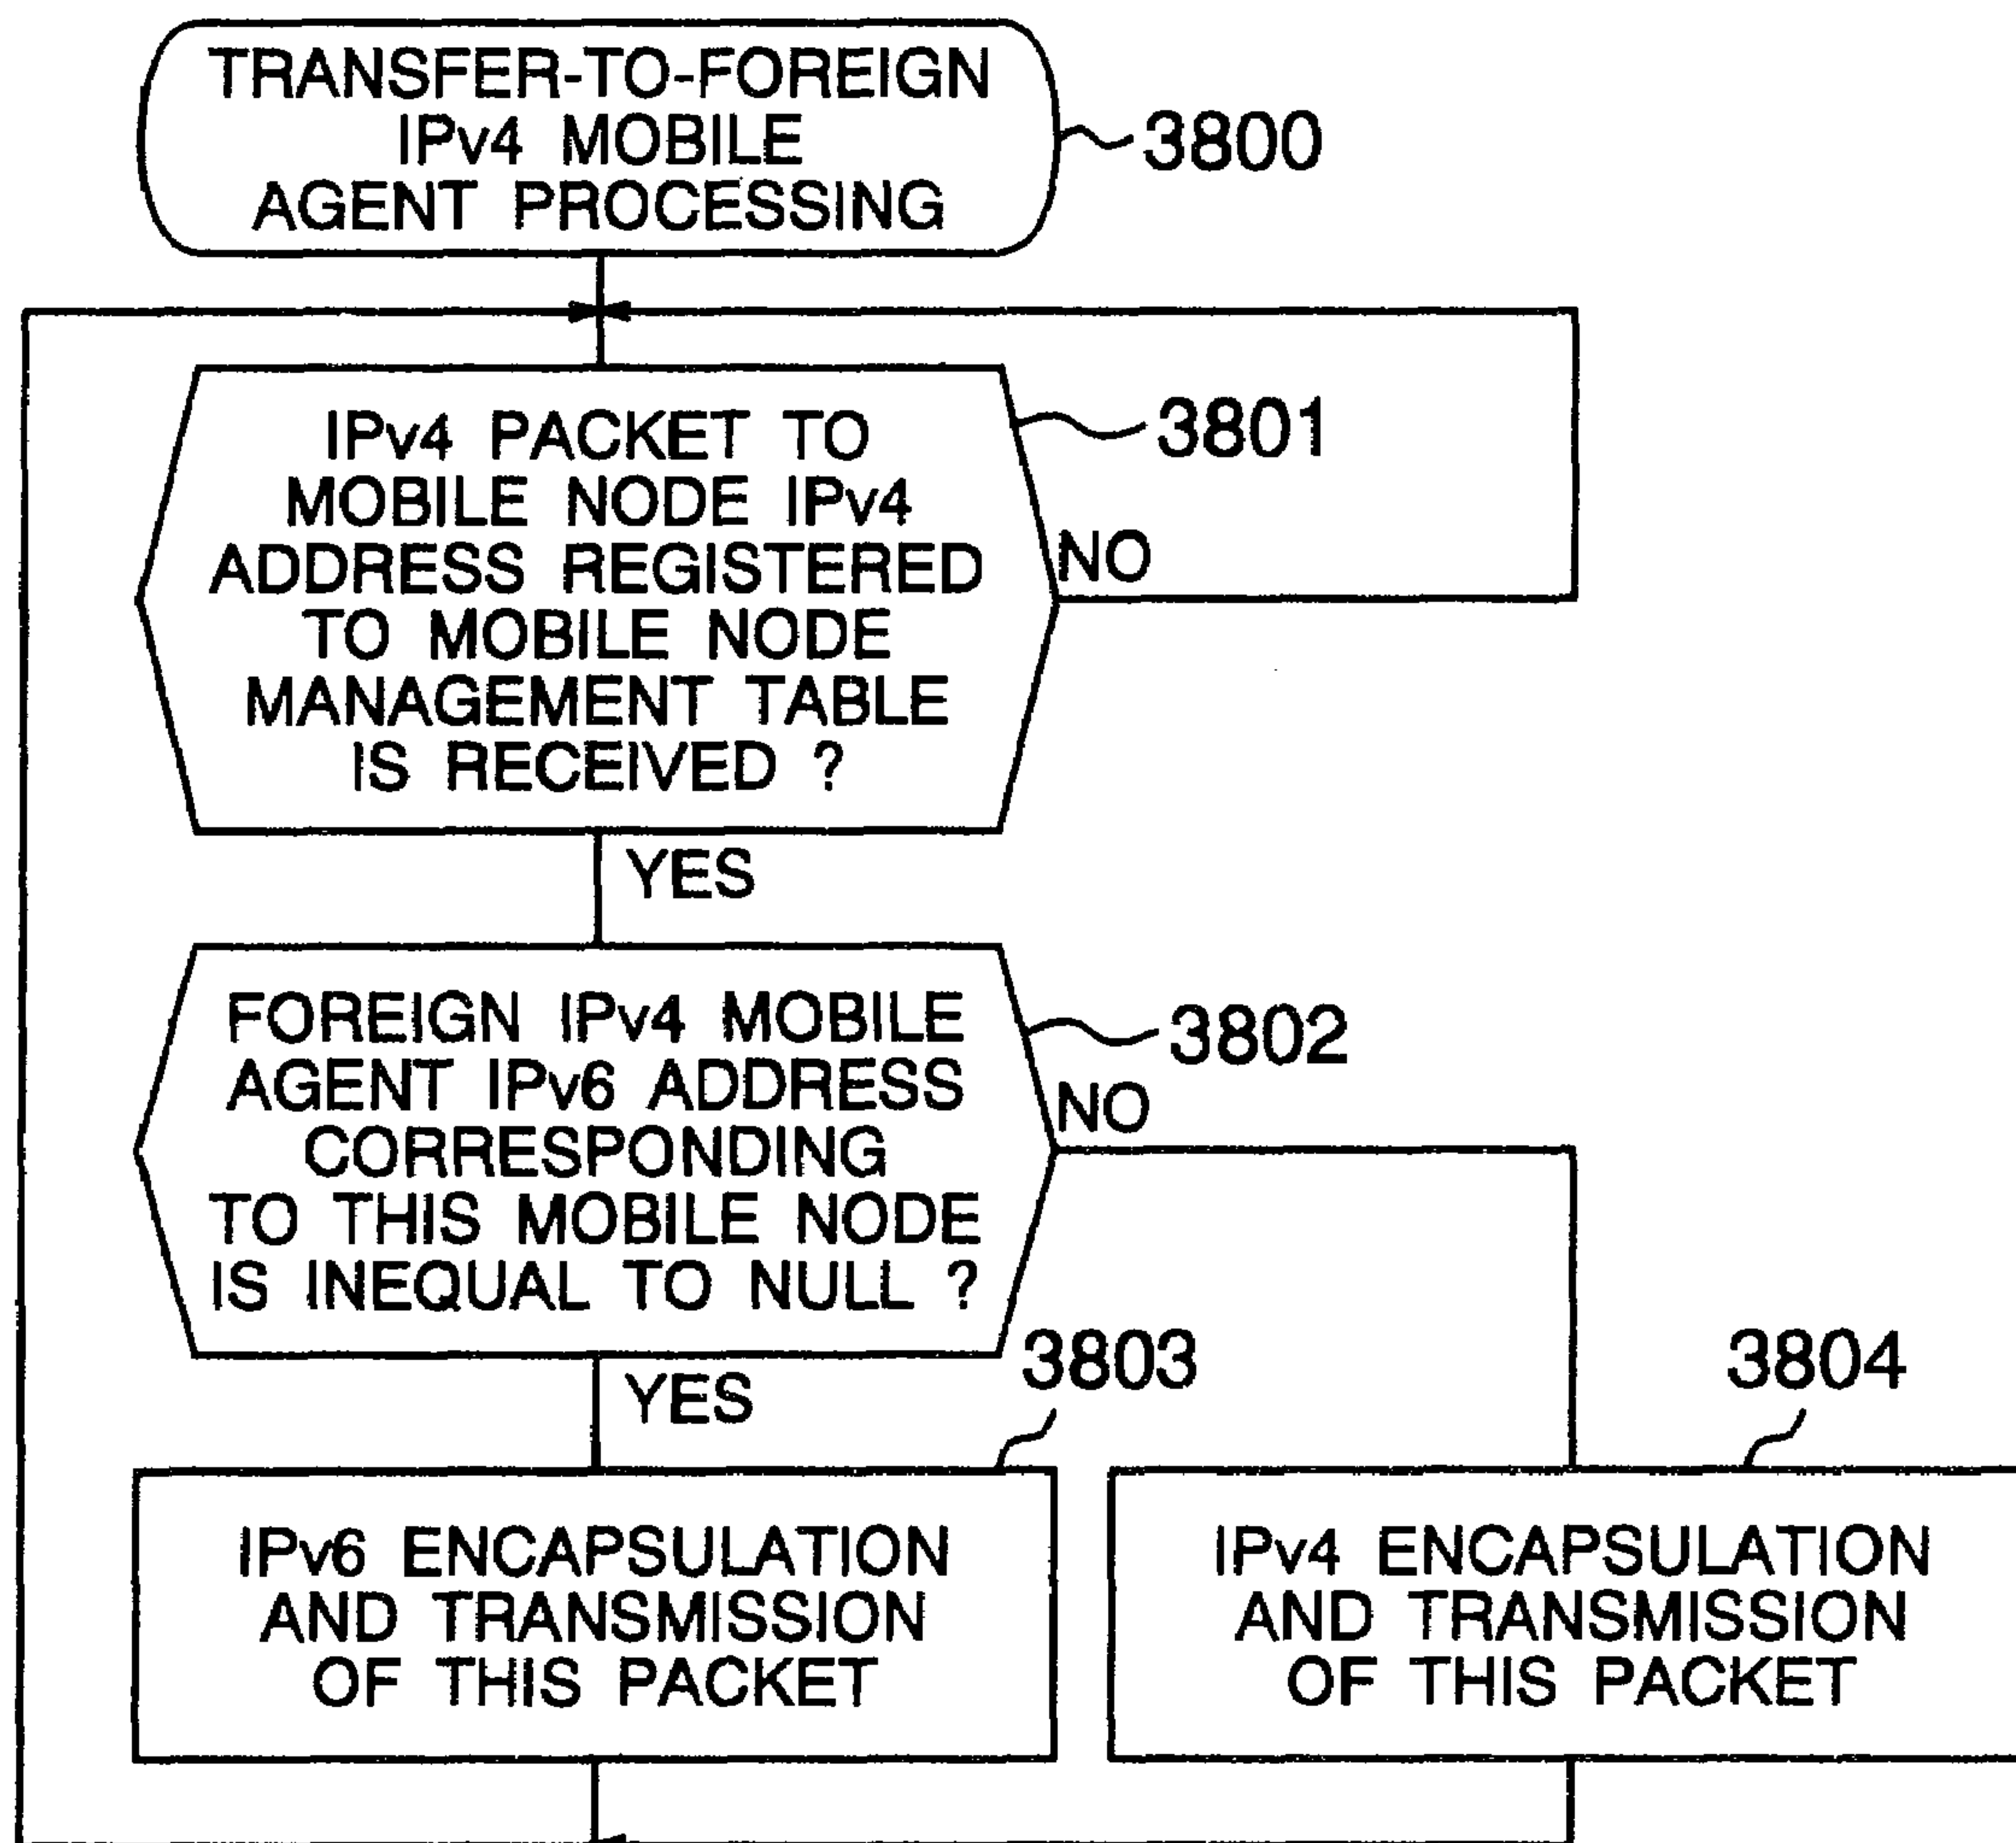 TRANSFER-TO-FOREIGN
IPv4 MOBILE
AGENT PROCESSING
3800
IPv4 PACKET TO
MOBILE NODE IPv4
ADDRESS REGISTERED
TO MOBILE NODE
MANAGEMENT TABLE
IS RECEIVED ?
3801
NO
YES
FOREIGN IPv4 MOBILE
AGENT IPv6 ADDRESS
CORRESPONDING
TO THIS MOBILE NODE
IS INEQUAL TO NULL ?
3802
NO
YES
3803
3804
IPv6 ENCAPSULATION
AND TRANSMISSION
OF THIS PACKET
IPv4 ENCAPSULATION
AND TRANSMISSION
OF THIS PACKET